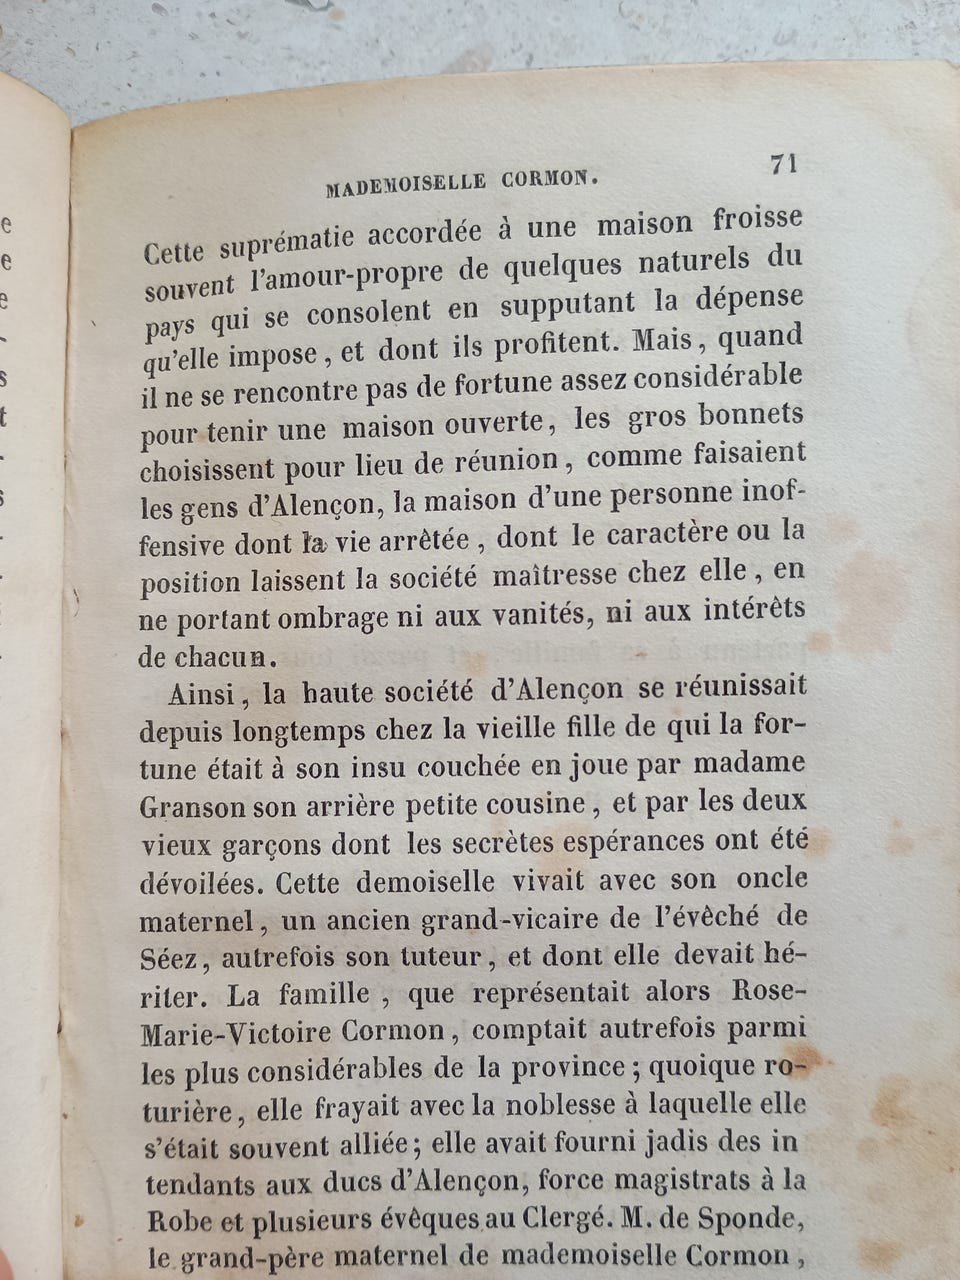 MADEMOISELLE CORMON. 71
Cette suprématie accordée à une maison froisse
souvent l'amour-propre de quelques naturels du
pays qui se consolent en supputant la dépense
qu'elle impose, et dont ils profitent. Mais, quand
il ne se rencontre pas de fortune assez considérable
pour tenir une maison ouverte, les gros bonnets
choisissent pour lieu de réunion, comme faisaient
les gens d'Alençon, la maison d'une personne inof-
fensive dont la vie arrêtée, dont le caractère ou la
position laissent la société maîtresse chez elle, en
ne portant ombrage ni aux vanités, ni aux intérêts
de chacun.
Ainsi, la haute société d'Alençon se réunissait
depuis longtemps chez la vieille fille de qui la for-
tune était à son insu couchée en joue par madame
Granson son arrière petite cousine, et par les deux
vieux garçons dont les secrètes espérances ont été
dévoilées. Cette demoiselle vivait avec son oncle
maternel, un ancien grand-vicaire de l'évêché de
Séez, autrefois son tuteur, et dont elle devait hé-
riter. La famille, que représentait alors Rose-
Marie-Victoire Cormon, comptait autrefois parmi
les plus considérables de la province; quoique ro-
turière, elle frayait avec la noblesse à laquelle elle
s'était souvent alliée; elle avait fourni jadis des in
tendants aux ducs d'Alençon, force magistrats à la
Robe et plusieurs évêques au Clergé. M. de Sponde,
le grand-père maternel de mademoiselle Cormon,